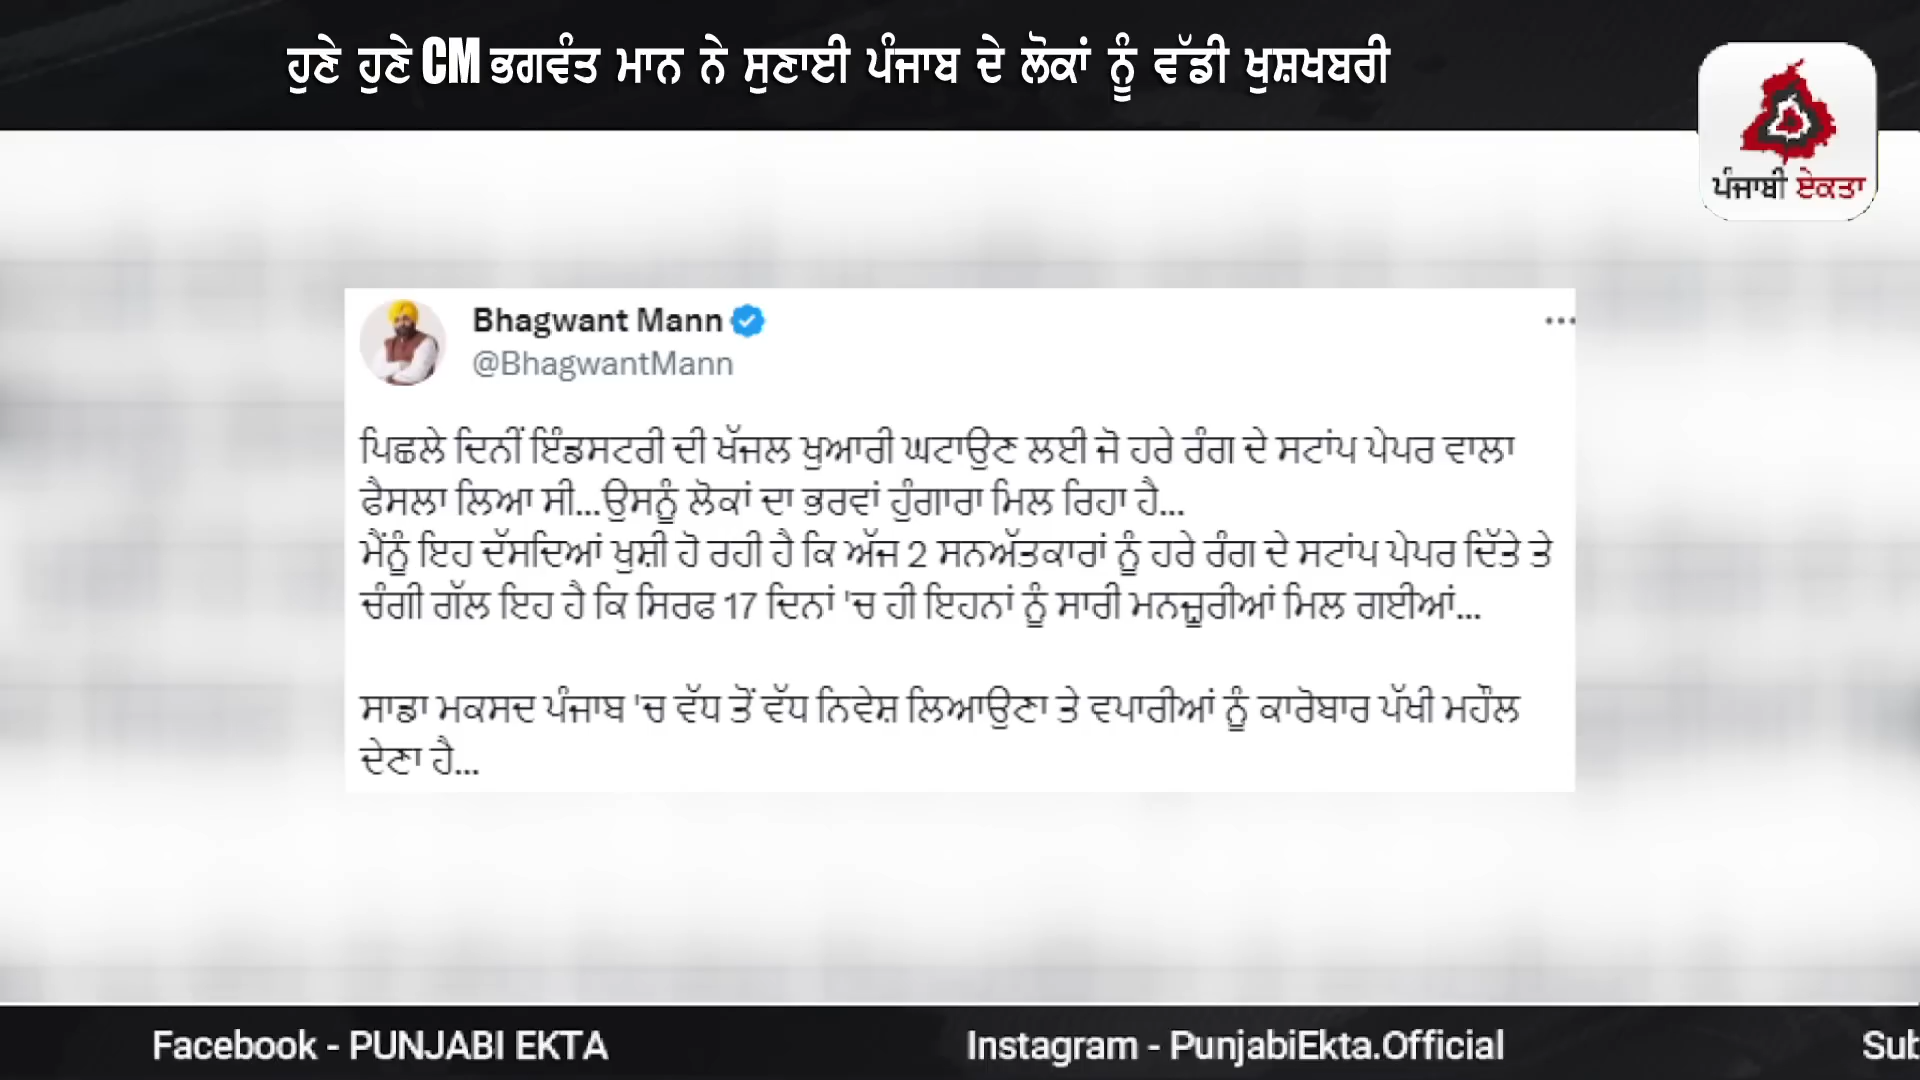 ਹੁਣੇ ਹੁਣੇ CM ਭਗਵੰਤ ਮਾਨ ਨੇ ਸੁਣਾਈ ਪੰਜਾਬ ਦੇ ਲੋਕਾਂ ਨੂੰ ਵੱਡੀ ਖੁਸ਼ਖਬਰੀ
ਪੰਜਾਬੀ ਏਕਤਾ
Bhagwant Mann
@BhagwantMann
ਪਿਛਲੇ ਦਿਨੀਂ ਇੰਡਸਟਰੀ ਦੀ ਖੱਜਲ ਖੁਆਰੀ ਘਟਾਉਣ ਲਈ ਜੋ ਹਰੇ ਰੰਗ ਦੇ ਸਟਾਂਪ ਪੇਪਰ ਵਾਲਾ
ਫੈਸਲਾ ਲਿਆ ਸੀ...ਉਸਨੂੰ ਲੋਕਾਂ ਦਾ ਭਰਵਾਂ ਹੁੰਗਾਰਾ ਮਿਲ ਰਿਹਾ ਹੈ...
ਮੈਂਨੂੰ ਇਹ ਦੱਸਦਿਆਂ ਖੁਸ਼ੀ ਹੋ ਰਹੀ ਹੈ ਕਿ ਅੱਜ 2 ਸਨਅੱਤਕਾਰਾਂ ਨੂੰ ਹਰੇ ਰੰਗ ਦੇ ਸਟਾਂਪ ਪੇਪਰ ਦਿੱਤੇ ਤੇ
ਚੰਗੀ ਗੱਲ ਇਹ ਹੈ ਕਿ ਸਿਰਫ 17 ਦਿਨਾਂ 'ਚ ਹੀ ਇਹਨਾਂ ਨੂੰ ਸਾਰੀ ਮਨਜ਼ੂਰੀਆਂ ਮਿਲ ਗਈਆਂ...
ਸਾਡਾ ਮਕਸਦ ਪੰਜਾਬ 'ਚ ਵੱਧ ਤੋਂ ਵੱਧ ਨਿਵੇਸ਼ ਲਿਆਉਣਾ ਤੇ ਵਪਾਰੀਆਂ ਨੂੰ ਕਾਰੋਬਾਰ ਪੱਖੀ ਮਹੌਲ
ਦੇਣਾ ਹੈ...
Facebook - PUNJABI EKTA
Instagram - PunjabiEkta.Official
Sub